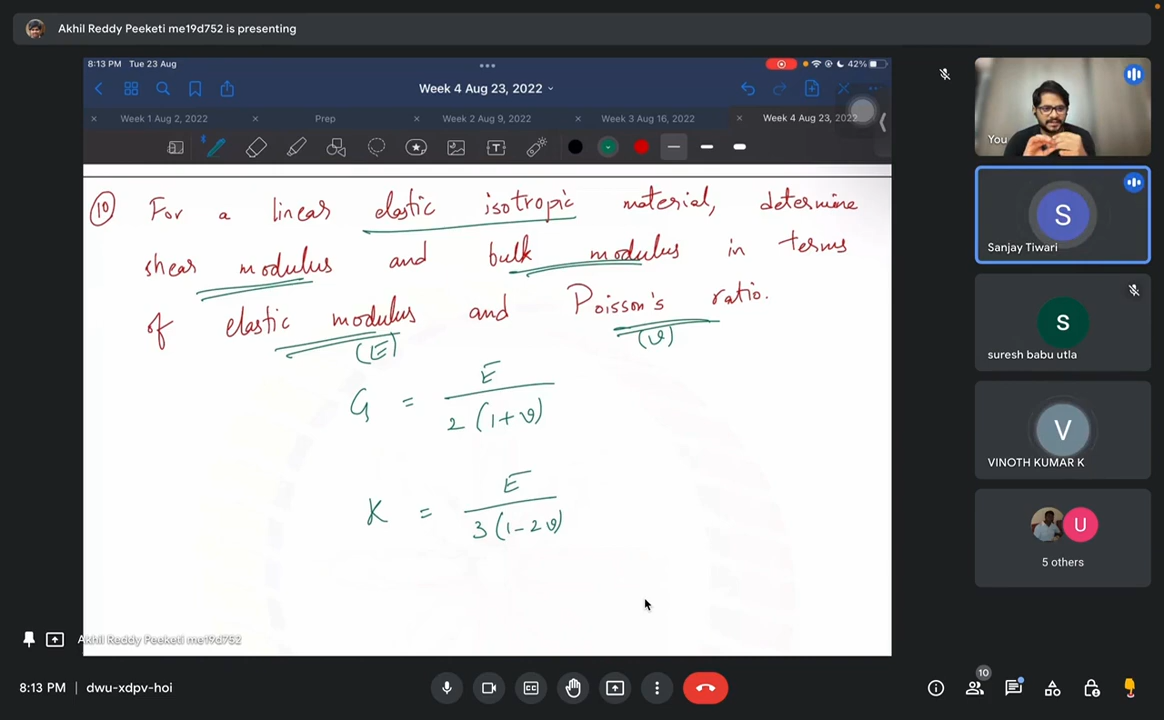 Akhil Reddy Peeketi me19d752 is presenting
8:13 PM Tue 23 Aug
42%
Week 4 Aug 23, 2022
Week 1 Aug 2, 2022
Prep
Week 2 Aug 9, 2022
Week 3 Aug 16, 2022
Week 4 Aug 23, 2022
T
10 For a linear elastic isotropic material, determine
shear modulus and bulk modulus in terms
of elastic modulus and Poisson's ratio.
(E) (ν)
G = E / 2 (1+ν)
K = E / 3 (1-2ν)
You
S
Sanjay Tiwari
S
suresh babu utla
V
VINOTH KUMAR K
U
5 others
Akhil Reddy Peeketi me19d752
8:13 PM | dwu-xdpv-hoi
CC
10